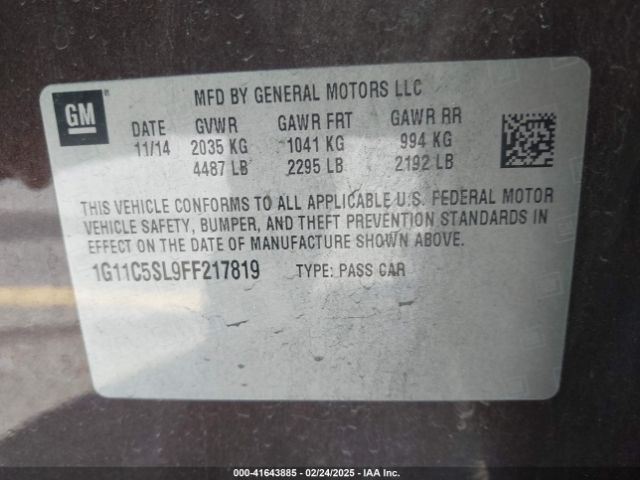 GM
®
MFD BY GENERAL MOTORS LLC
DATE GVWR GAWR FRT GAWR RR
11/14 2035 KG 1041 KG 994 KG
4487 LB 2295 LB 2192 LB
THIS VEHICLE CONFORMS TO ALL APPLICABLE U.S. FEDERAL MOTOR
VEHICLE SAFETY, BUMPER, AND THEFT PREVENTION STANDARDS IN
EFFECT ON THE DATE OF MANUFACTURE SHOWN ABOVE.
1G11C5SL9FF217819 TYPE: PASS CAR
000-41643885 - 02/24/2025 - IAA Inc.